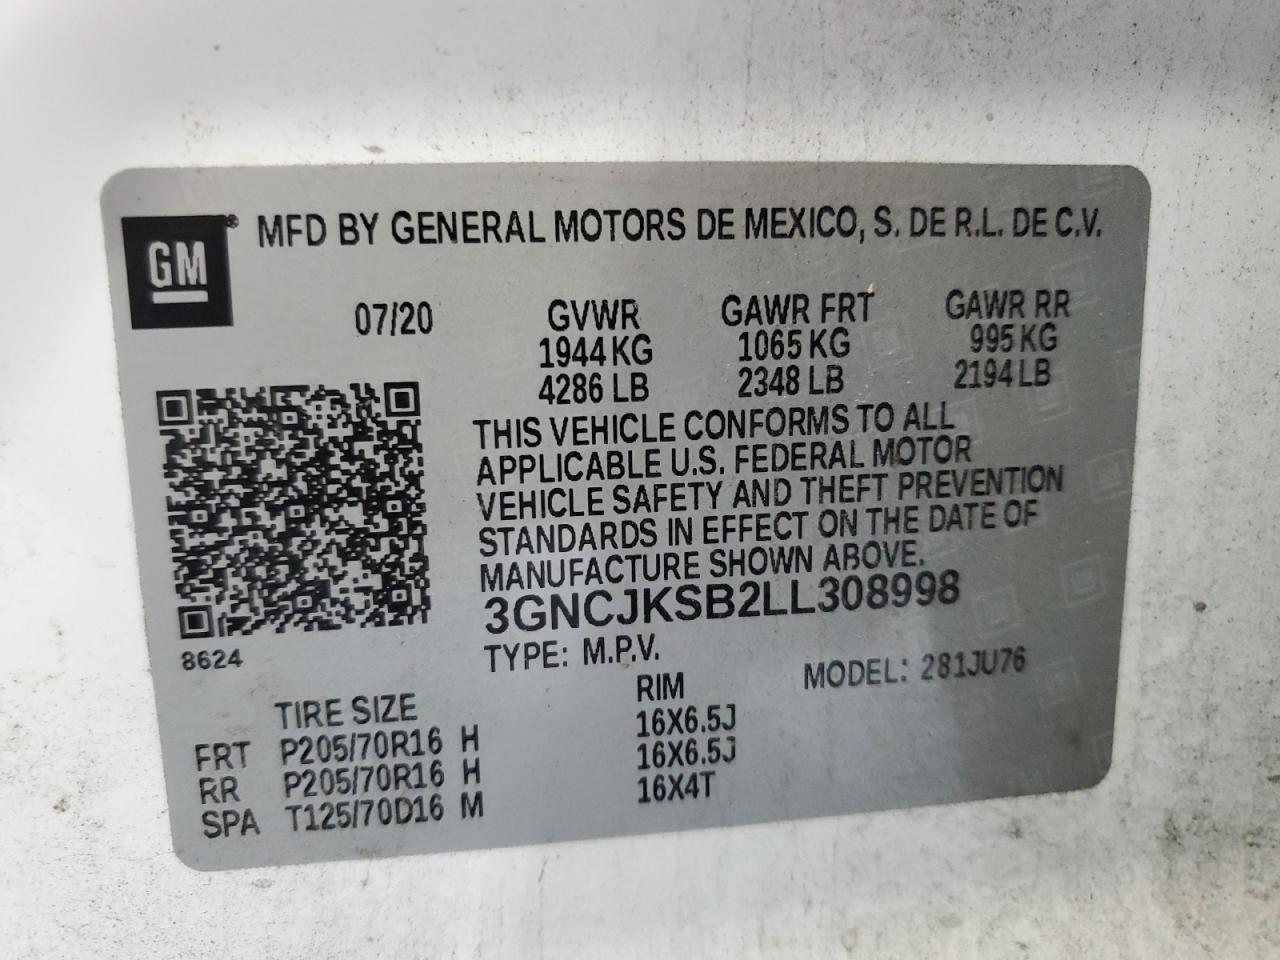 GM ® MFD BY GENERAL MOTORS DE MEXICO, S. DE R.L. DE C.V.
07/20 GVWR GAWR FRT GAWR RR
1944 KG 1065 KG 995 KG
4286 LB 2348 LB 2194 LB
THIS VEHICLE CONFORMS TO ALL
APPLICABLE U.S. FEDERAL MOTOR
VEHICLE SAFETY AND THEFT PREVENTION
STANDARDS IN EFFECT ON THE DATE OF
MANUFACTURE SHOWN ABOVE.
3GNCJKSB2LL308998
8624 TYPE: M.P.V. MODEL: 281JU76
TIRE SIZE RIM
FRT P205/70R16 H 16X6.5J
RR P205/70R16 H 16X6.5J
SPA T125/70D16 M 16X4T